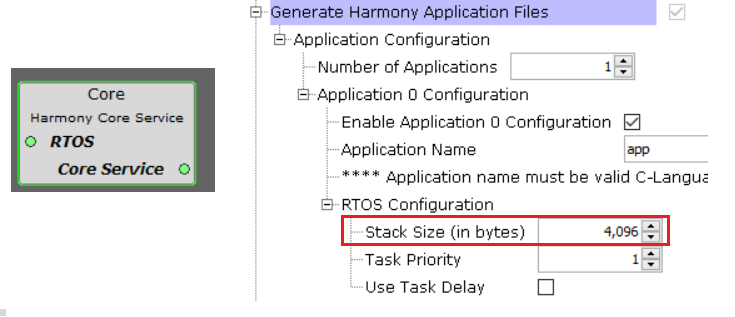 Core
Harmony Core Service
RTOS
Core Service
Generate Harmony Application Files
Application Configuration
Number of Applications 1
Application 0 Configuration
Enable Application 0 Configuration
Application Name app
**** Application name must be valid C-Langua
RTOS Configuration
Stack Size (in bytes) 4,096
Task Priority 1
Use Task Delay